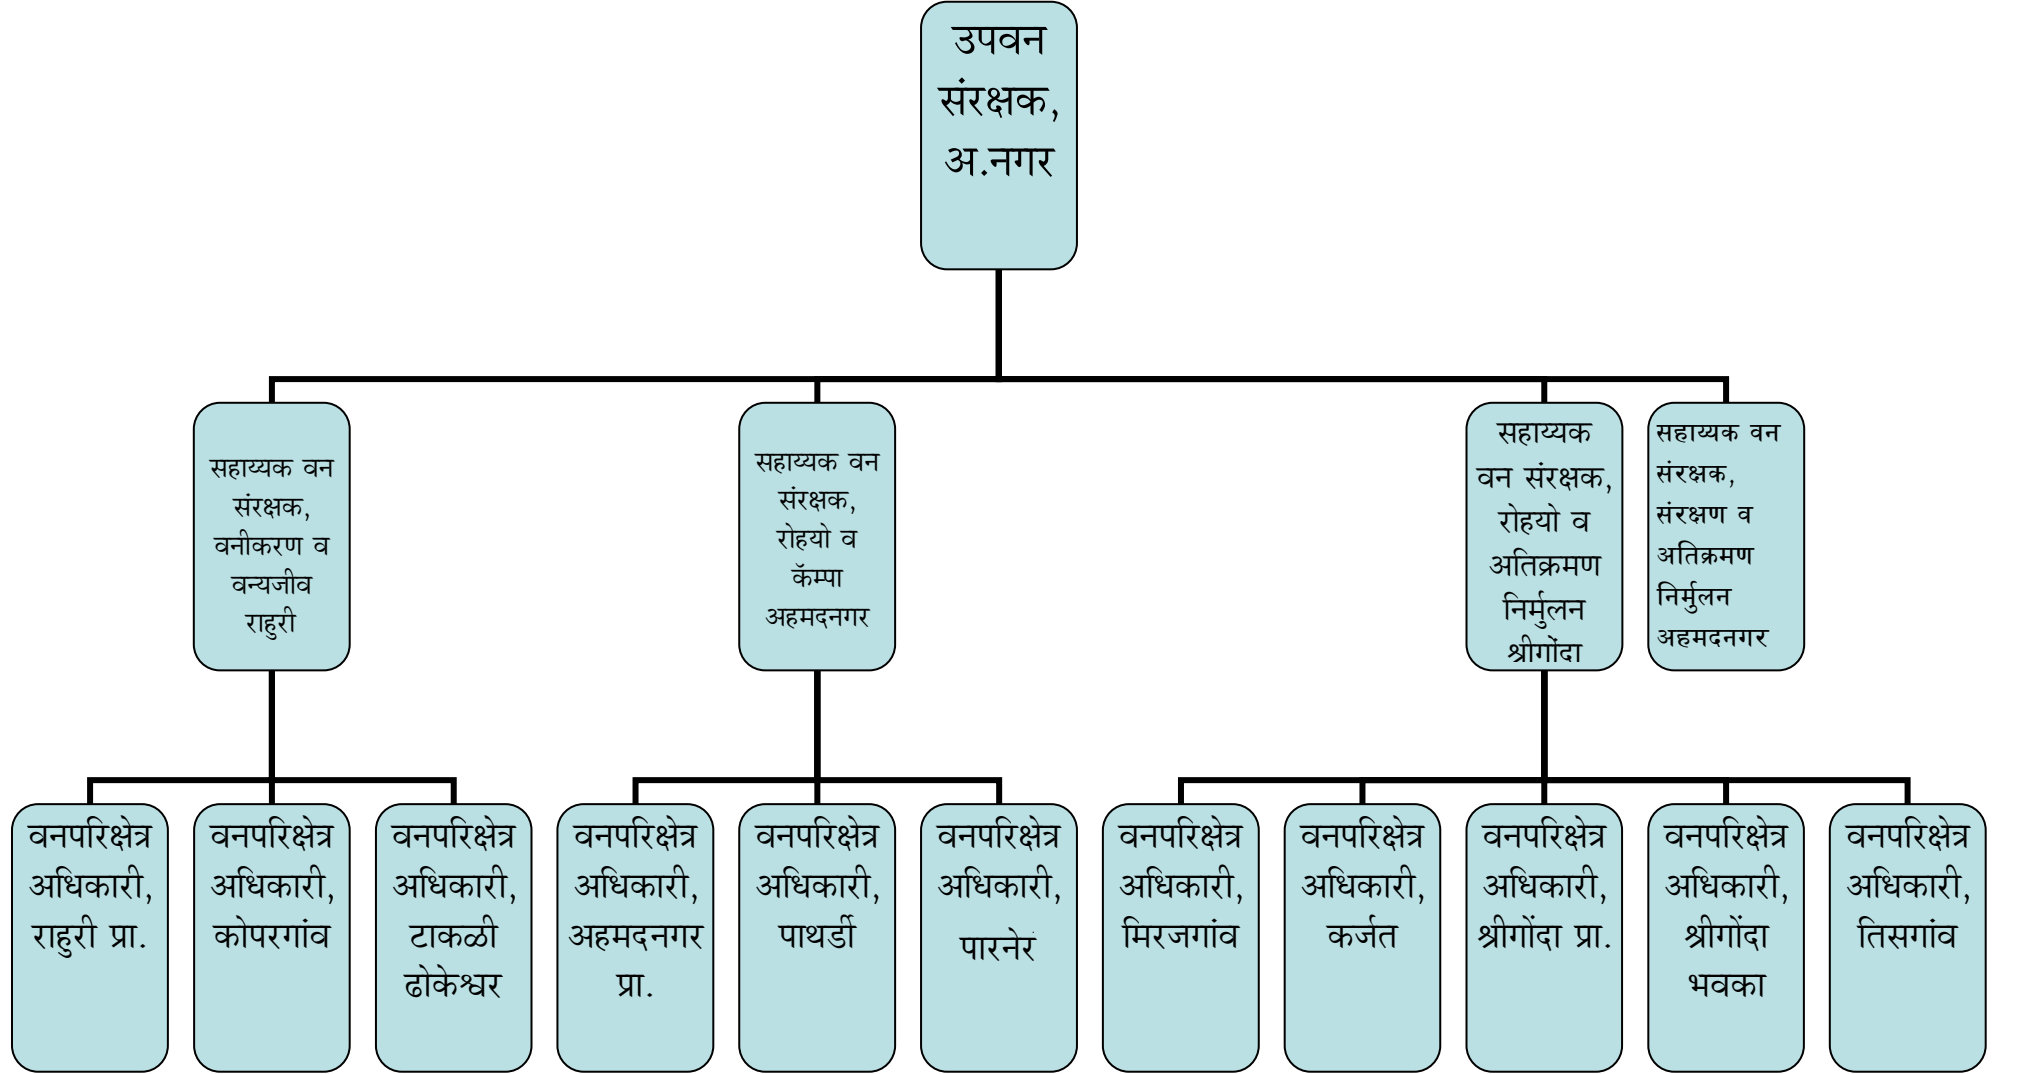 उपवन
संरक्षक,
अ.नगर
सहाय्यक वन
संरक्षक,
वनीकरण व
वन्यजीव
राहुरी
सहाय्यक वन
संरक्षक,
रोहयो व
कॅम्पा
अहमदनगर
सहाय्यक
वन संरक्षक,
रोहयो व
अतिक्रमण
निर्मुलन
श्रीगोंदा
सहाय्यक वन
संरक्षक,
संरक्षण व
अतिक्रमण
निर्मुलन
अहमदनगर
वनपरिक्षेत्र
अधिकारी,
राहुरी प्रा.
वनपरिक्षेत्र
अधिकारी,
कोपरगांव
वनपरिक्षेत्र
अधिकारी,
टाकळी
ढोकेश्वर
वनपरिक्षेत्र
अधिकारी,
अहमदनगर
प्रा.
वनपरिक्षेत्र
अधिकारी,
पाथर्डी
वनपरिक्षेत्र
अधिकारी,
पारनेरं
वनपरिक्षेत्र
अधिकारी,
मिरजगांव
वनपरिक्षेत्र
अधिकारी,
कर्जत
वनपरिक्षेत्र
अधिकारी,
श्रीगोंदा प्रा.
वनपरिक्षेत्र
अधिकारी,
श्रीगोंदा
भवका
वनपरिक्षेत्र
अधिकारी,
तिसगांव